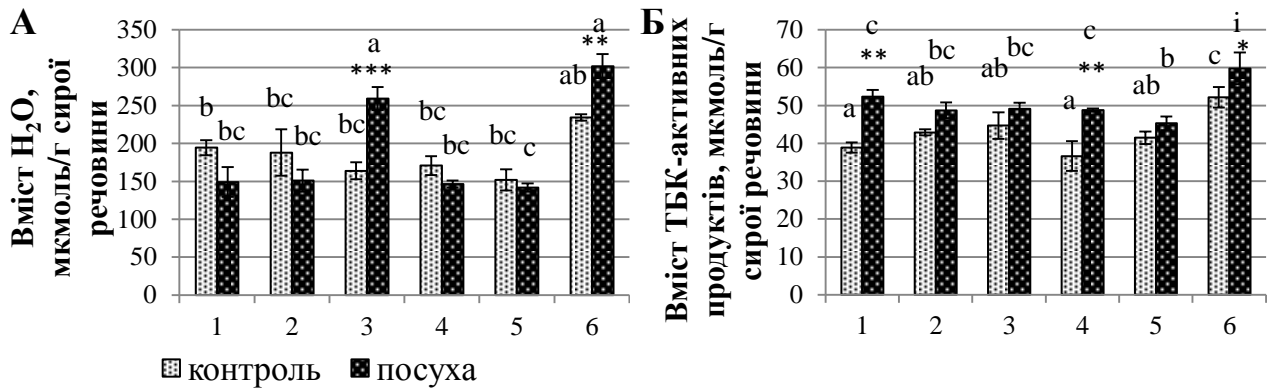 А
Вміст H₂O,
мкмоль/г сирої
речовини
350
300
250
200
150
100
50
0
b
bc
bc
bc
bc
a
***
bc
bc
bc
c
ab
a
**
1 2 3 4 5 6
контроль посуха
Б
Вміст ТБК-активних
продуктів, мкмоль/г
сирої речовини
70
60
50
40
30
20
10
0
a
c
**
ab
bc
ab
bc
a
c
**
ab
b
c
i
*
1 2 3 4 5 6